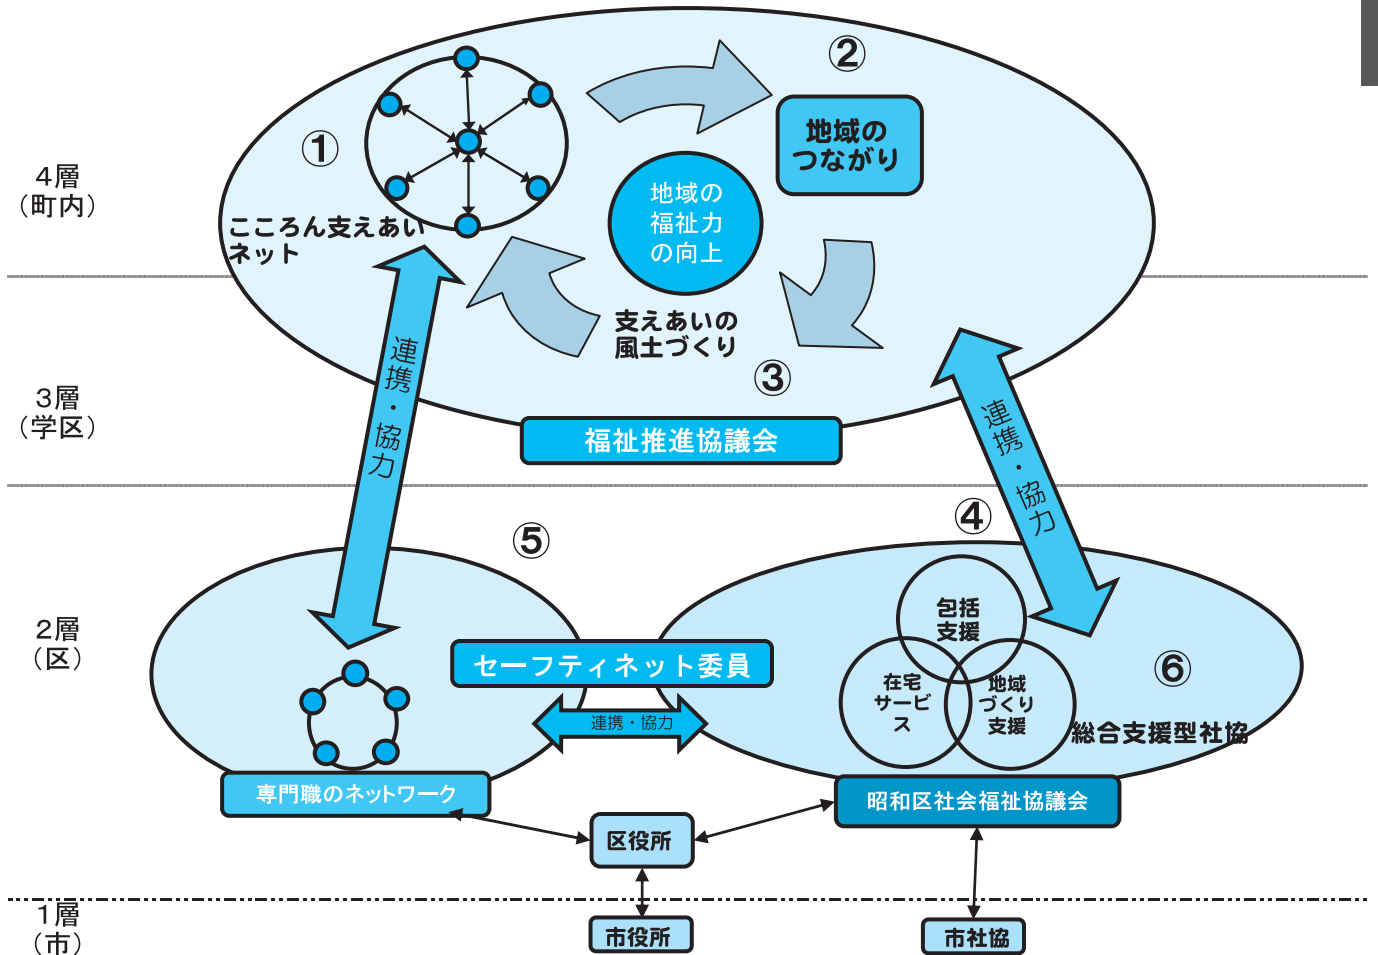 ②
①
地域の
つながり
4層
（町内）
地域の
福祉力
の向上
こころん支えあい
ネット
支えあいの
風土づくり
連携・協力
③
3層
（学区）
連携・協力
福祉推進協議会
④
⑤
包括
支援
2層
（区）
セーフティネット委員
⑥
在宅
サービ
ス
地域
づくり
支援
連携・協力
総合支援型社協
専門職のネットワーク
昭和区社会福祉協議会
区役所
1層
（市）
市役所
市社協